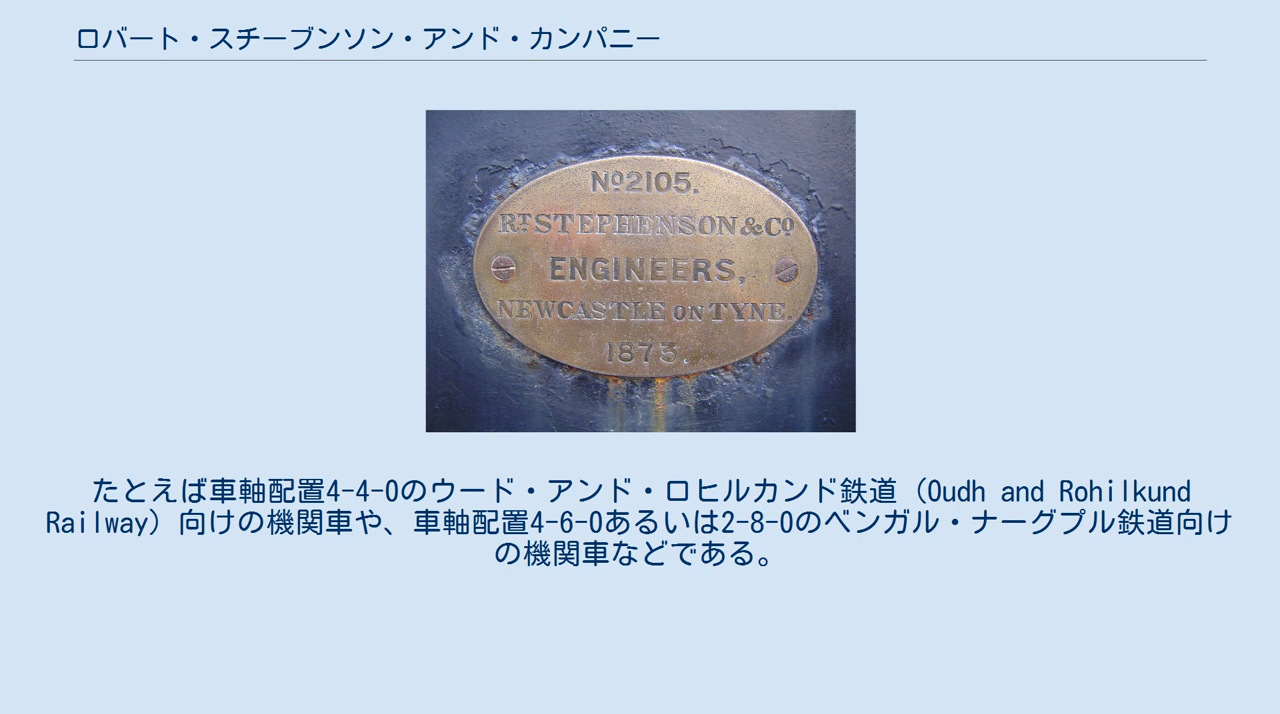 ロバート・スチーブンソン・アンド・カンパニー
Nº2105.
RT STEPHENSON & Cº
ENGINEERS,
NEWCASTLE ON TYNE.
1873.
たとえば車軸配置4-4-0のウード・アンド・ロヒルカンド鉄道（Oudh and Rohilkund
Railway）向けの機関車や、車軸配置4-6-0あるいは2-8-0のベンガル・ナーグプル鉄道向け
の機関車などである。